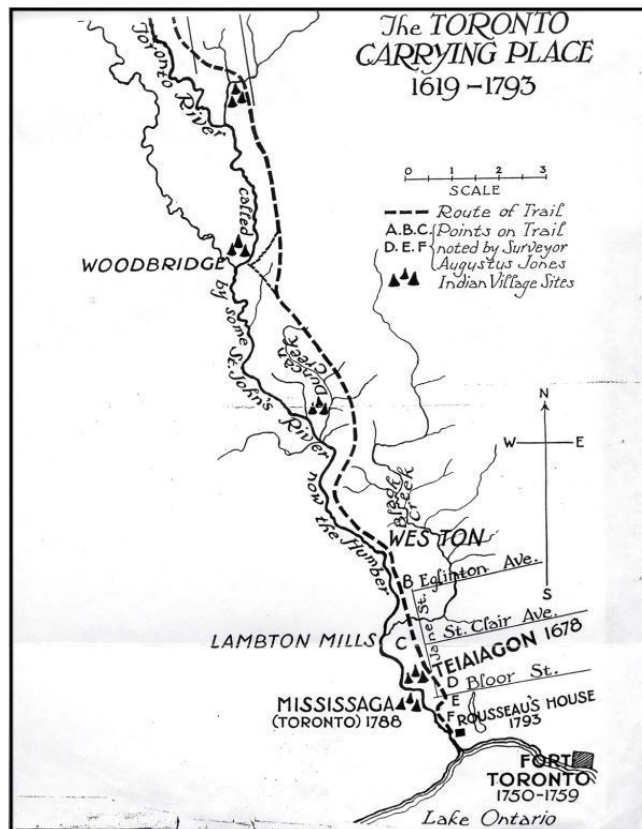 The TORONTO
CARRYING PLACE
1619 – 1793
0 1 2 3
SCALE
Route of Trail
A.B.C. Points on Trail
D.E.F. noted by Surveyor
Augustus Jones
Indian Village Sites
Toronto River
called
WOODBRIDGE
by some St. John's River
now the Humber
Duncan
Creek
Black Creek
N
W E
S
WESTON
B Eglinton Ave.
Jane St.
St. Clair Ave.
LAMBTON MILLS C
TEIAIAGON 1678
D Bloor St.
MISSISSAGA
(TORONTO) 1788
E
F ROUSSEAU'S HOUSE
1793
FORT
TORONTO
1750-1759
Lake Ontario